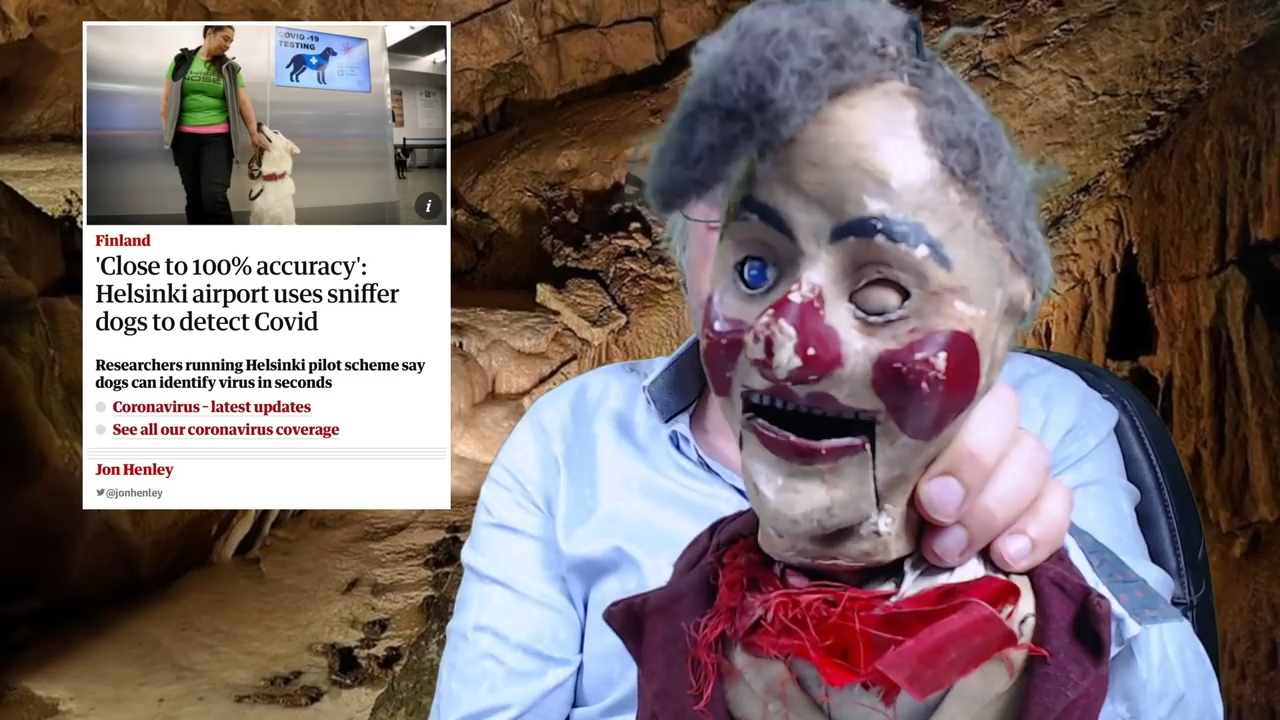 COVID -19
TESTING
NOSE
i
Finland
'Close to 100% accuracy':
Helsinki airport uses sniffer
dogs to detect Covid
Researchers running Helsinki pilot scheme say
dogs can identify virus in seconds
Coronavirus – latest updates
See all our coronavirus coverage
Jon Henley
@jonhenley